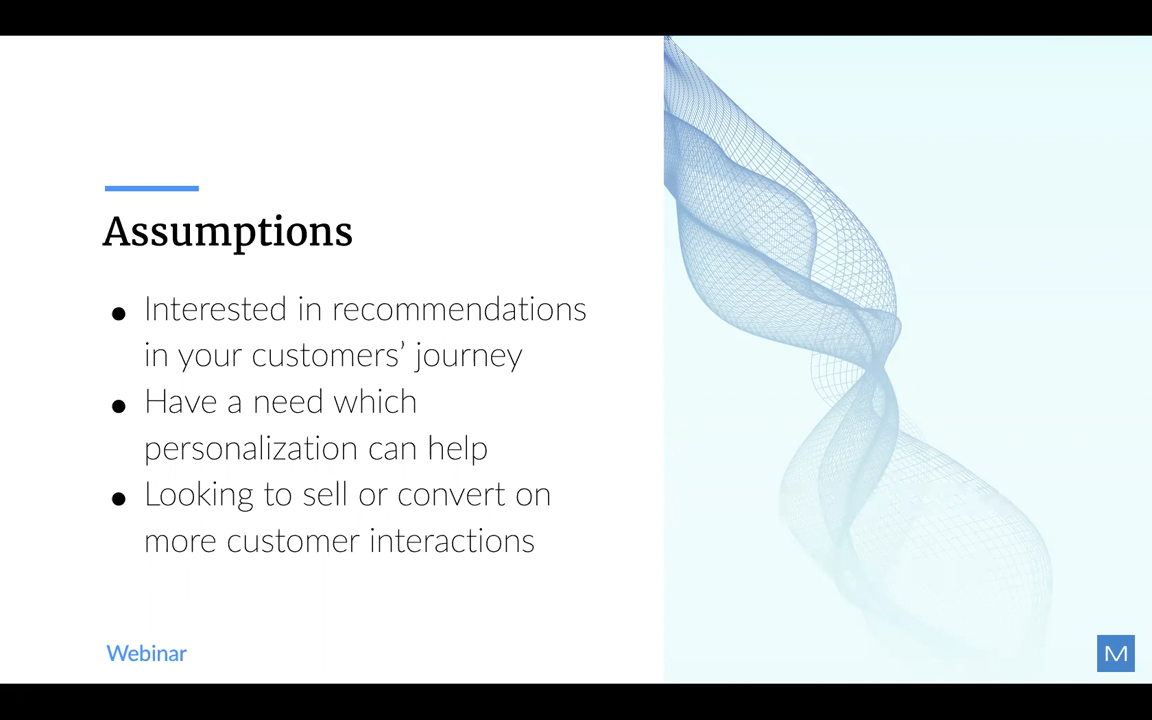 Assumptions
● Interested in recommendations
in your customers’ journey
● Have a need which
personalization can help
● Looking to sell or convert on
more customer interactions
Webinar
M